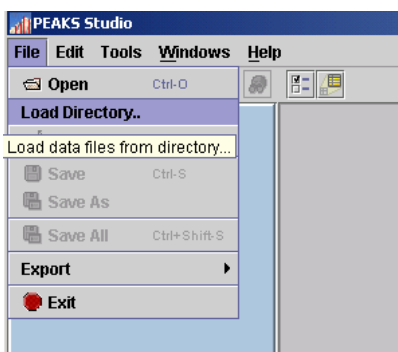 PEAKS Studio
File Edit Tools Windows Help
Open Ctrl-O
Load Directory..
Load data files from directory...
Save Ctrl-S
Save As
Save All Ctrl+Shift-S
Export
Exit